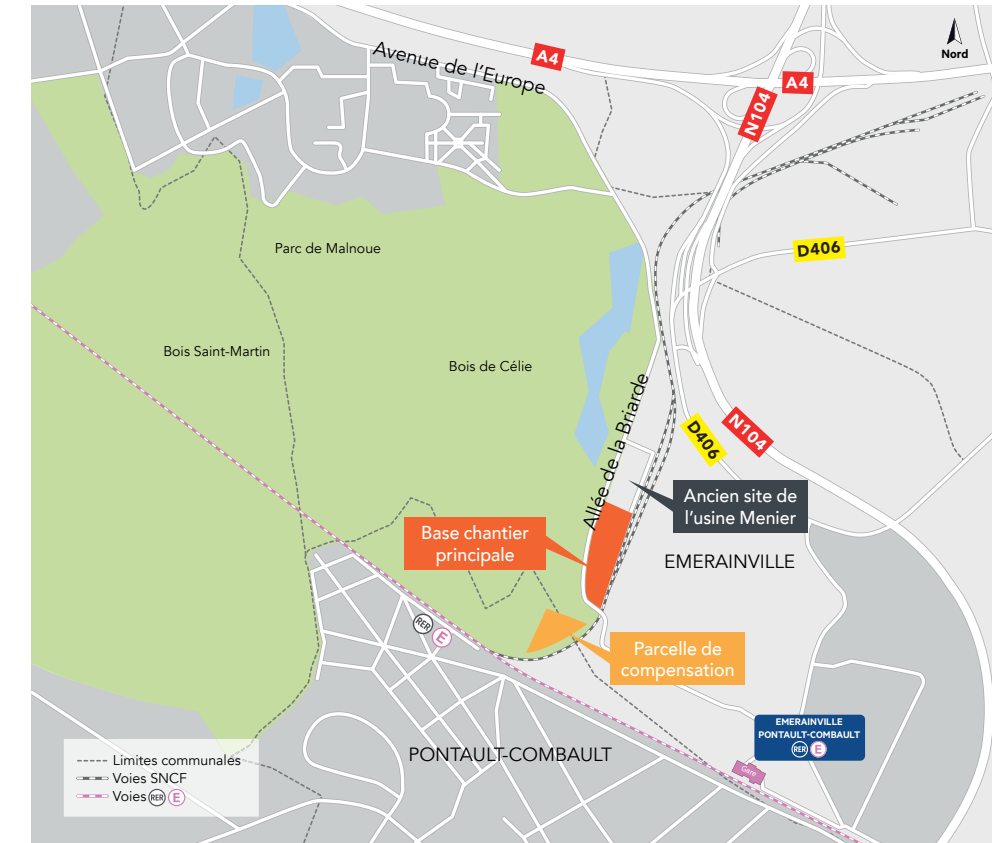 Avenue de l'Europe
A4
Nord
A4
N104
D406
Parc de Malnoue
Bois Saint-Martin
Bois de Célie
Allée de la Briarde
D406
N104
Ancien site de
l'usine Menier
Base chantier
principale
EMERAINVILLE
RER E
Parcelle de
compensation
EMERAINVILLE
PONTAULT-COMBAULT
RER E
PONTAULT-COMBAULT
Gare
Limites communales
Voies SNCF
Voies RER E